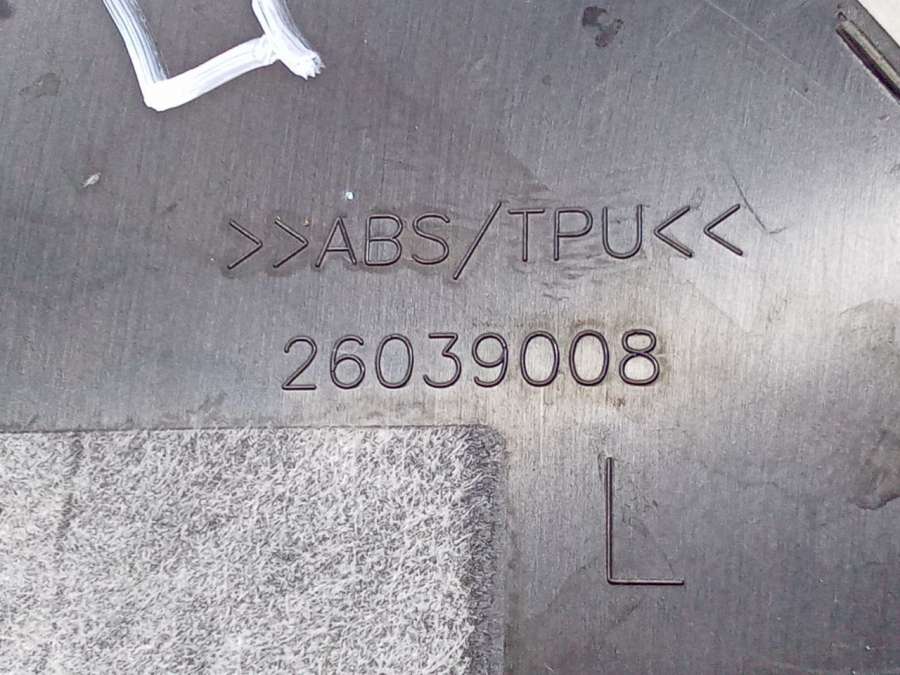 >>ABS/TPU<<
26039008
L